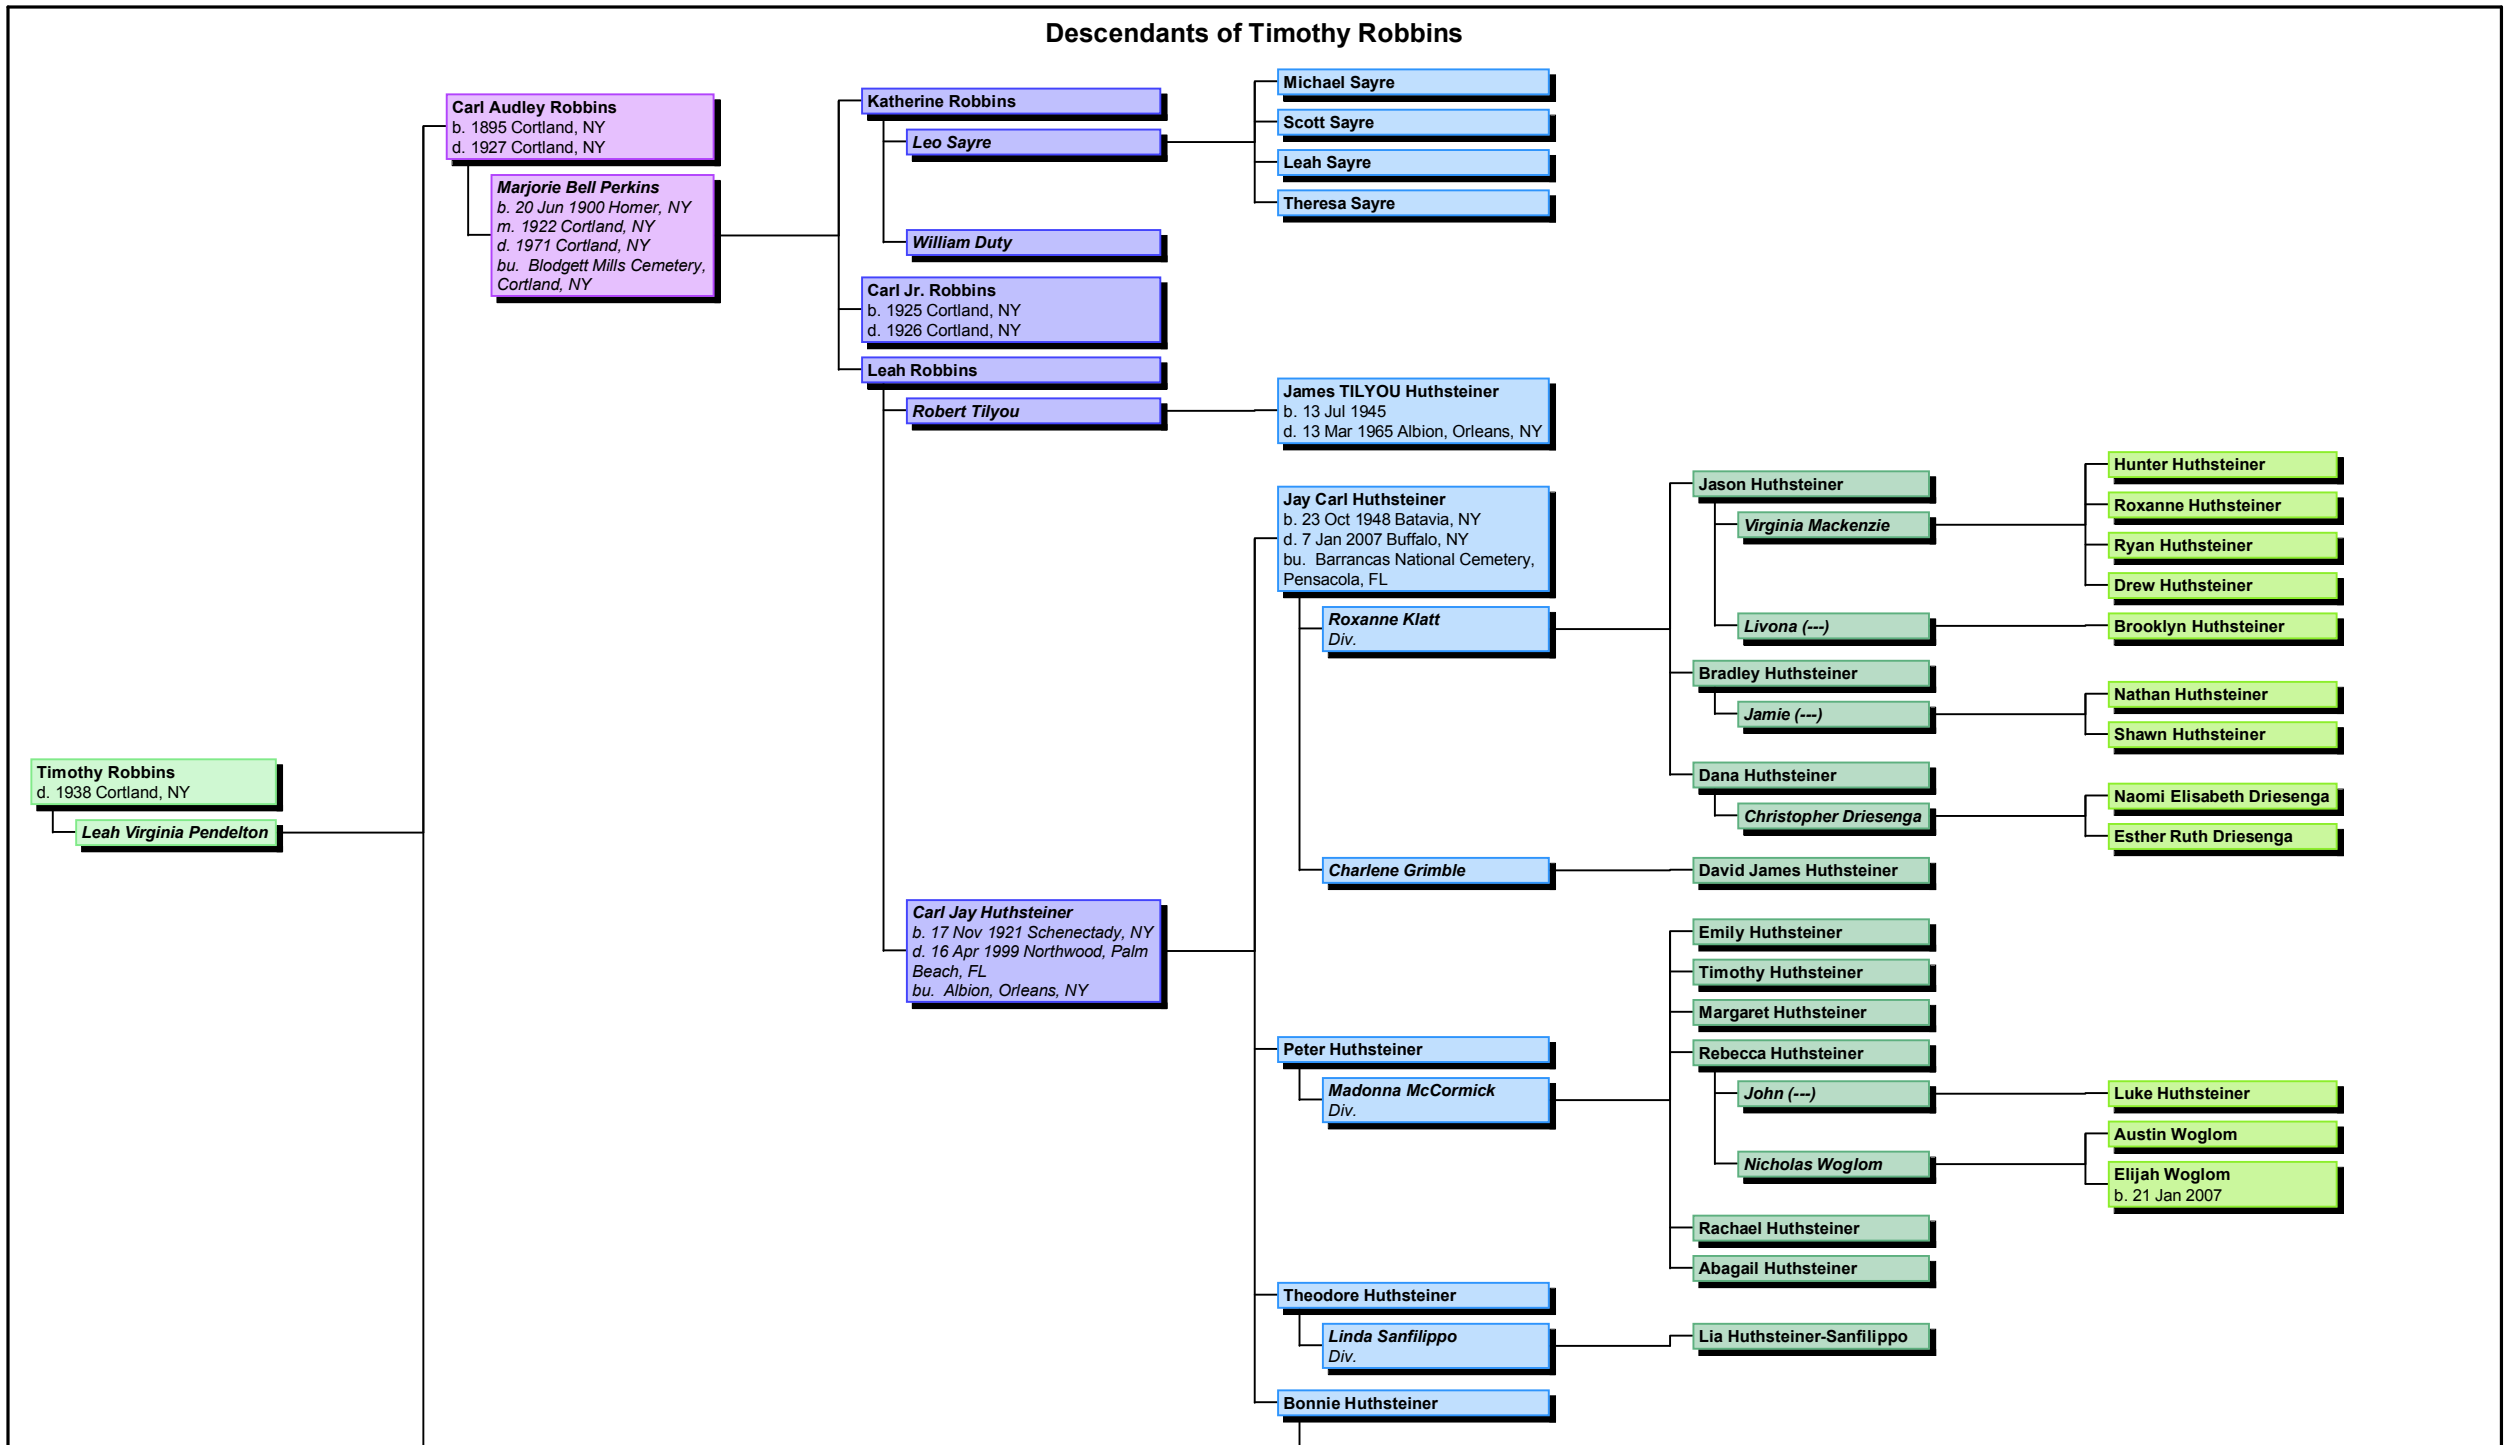 Descendants of Timothy Robbins
Timothy Robbins
d. 1938 Cortland, NY
Leah Virginia Pendelton
Carl Audley Robbins
b. 1895 Cortland, NY
d. 1927 Cortland, NY
Marjorie Bell Perkins
b. 20 Jun 1900 Homer, NY
m. 1922 Cortland, NY
d. 1971 Cortland, NY
bu.  Blodgett Mills Cemetery,
Cortland, NY
Katherine Robbins
Leo Sayre
William Duty
Carl Jr. Robbins
b. 1925 Cortland, NY
d. 1926 Cortland, NY
Leah Robbins
Robert Tilyou
Carl Jay Huthsteiner
b. 17 Nov 1921 Schenectady, NY
d. 16 Apr 1999 Northwood, Palm
Beach, FL
bu.  Albion, Orleans, NY
Michael Sayre
Scott Sayre
Leah Sayre
Theresa Sayre
James TILYOU Huthsteiner
b. 13 Jul 1945
d. 13 Mar 1965 Albion, Orleans, NY
Jay Carl Huthsteiner
b. 23 Oct 1948 Batavia, NY
d. 7 Jan 2007 Buffalo, NY
bu.  Barrancas National Cemetery,
Pensacola, FL
Roxanne Klatt
Div.
Charlene Grimble
Peter Huthsteiner
Madonna McCormick
Div.
Theodore Huthsteiner
Linda Sanfilippo
Div.
Bonnie Huthsteiner
Jason Huthsteiner
Virginia Mackenzie
Livona (---)
Bradley Huthsteiner
Jamie (---)
Dana Huthsteiner
Christopher Driesenga
David James Huthsteiner
Emily Huthsteiner
Timothy Huthsteiner
Margaret Huthsteiner
Rebecca Huthsteiner
John (---)
Nicholas Woglom
Rachael Huthsteiner
Abagail Huthsteiner
Lia Huthsteiner-Sanfilippo
Hunter Huthsteiner
Roxanne Huthsteiner
Ryan Huthsteiner
Drew Huthsteiner
Brooklyn Huthsteiner
Nathan Huthsteiner
Shawn Huthsteiner
Naomi Elisabeth Driesenga
Esther Ruth Driesenga
Luke Huthsteiner
Austin Woglom
Elijah Woglom
b. 21 Jan 2007